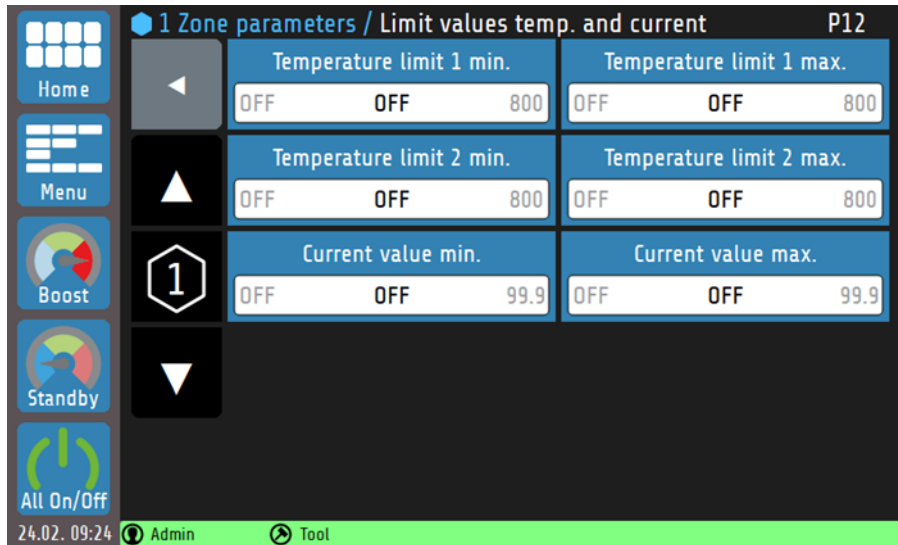 1 Zone parameters / Limit values temp. and current P12
Home
Menu
Boost
Standby
All On/Off
Temperature limit 1 min.
OFF OFF 800
Temperature limit 1 max.
OFF OFF 800
Temperature limit 2 min.
OFF OFF 800
Temperature limit 2 max.
OFF OFF 800
1
Current value min.
OFF OFF 99.9
Current value max.
OFF OFF 99.9
24.02. 09:24 Admin Tool